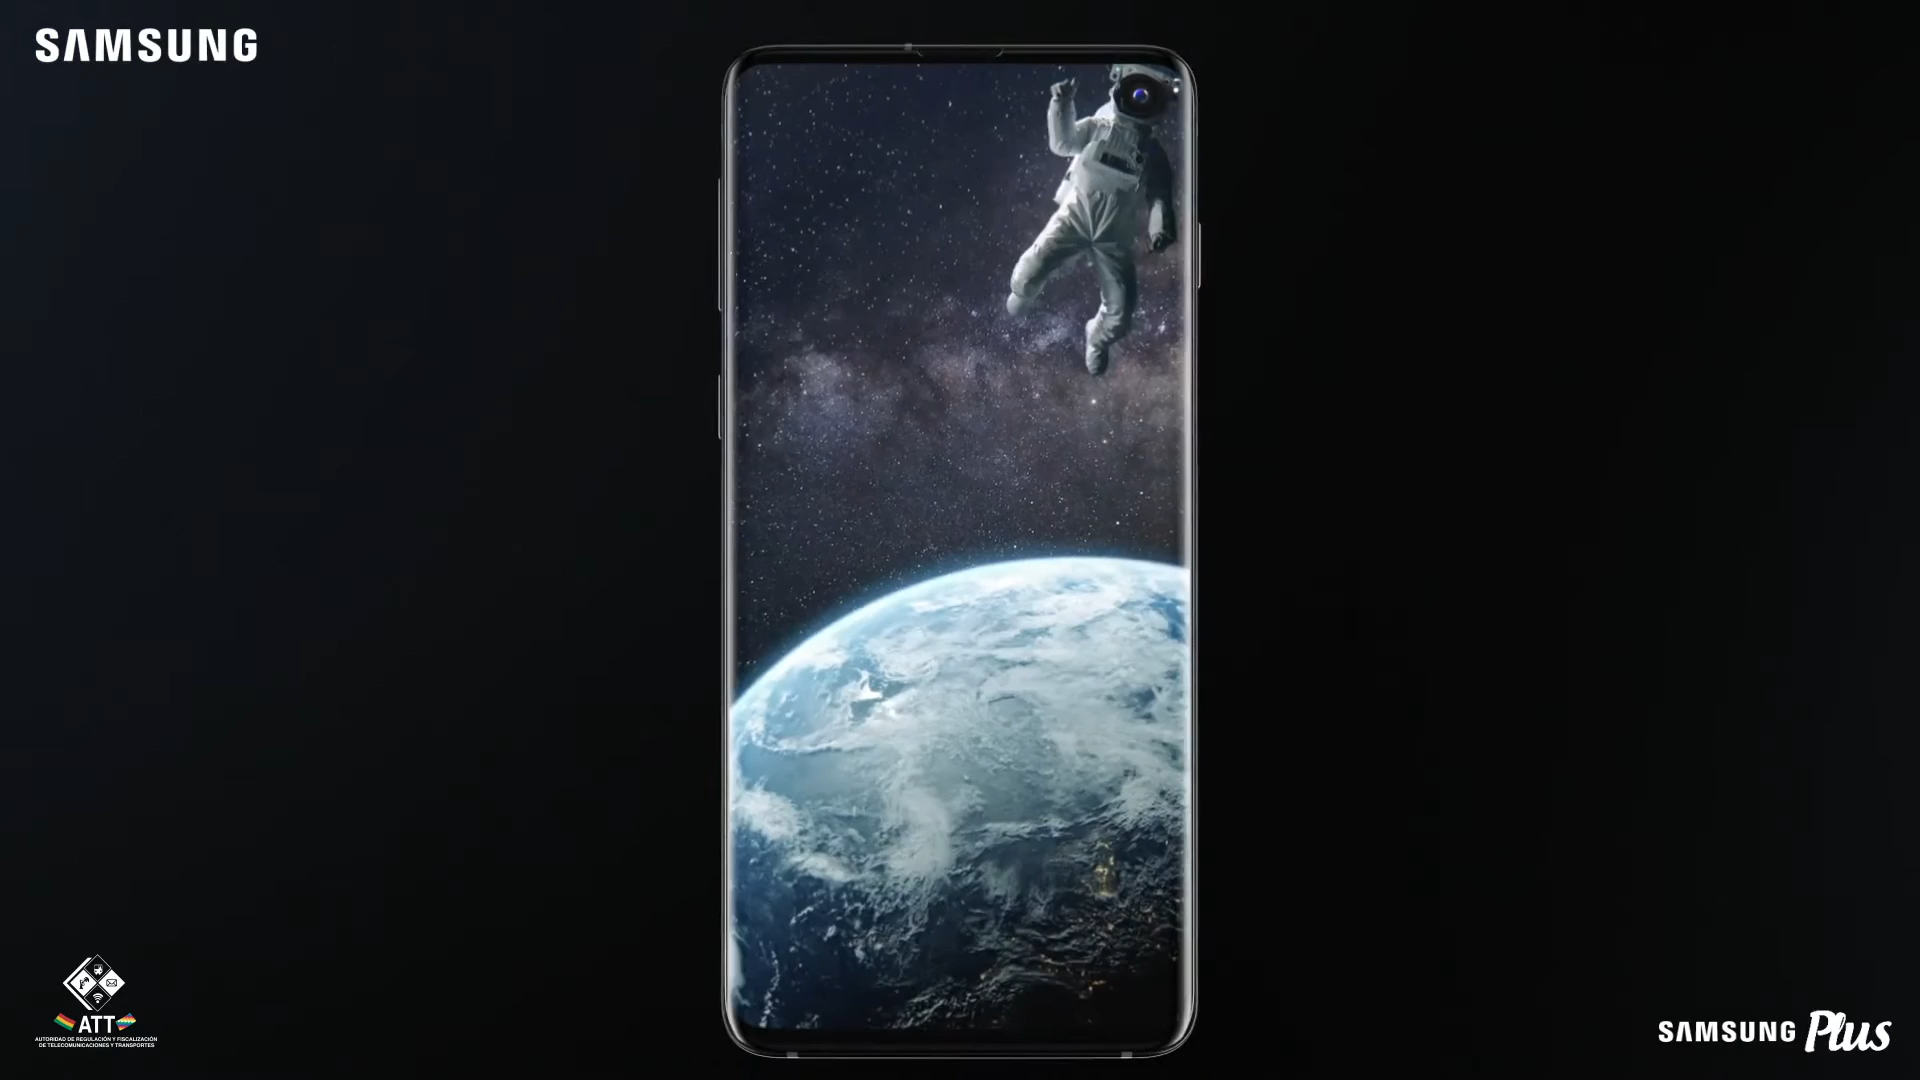 SAMSUNG
ATT
AUTORIDAD DE REGULACIÓN Y FISCALIZACIÓN
DE TELECOMUNICACIONES Y TRANSPORTES
SAMSUNG Plus